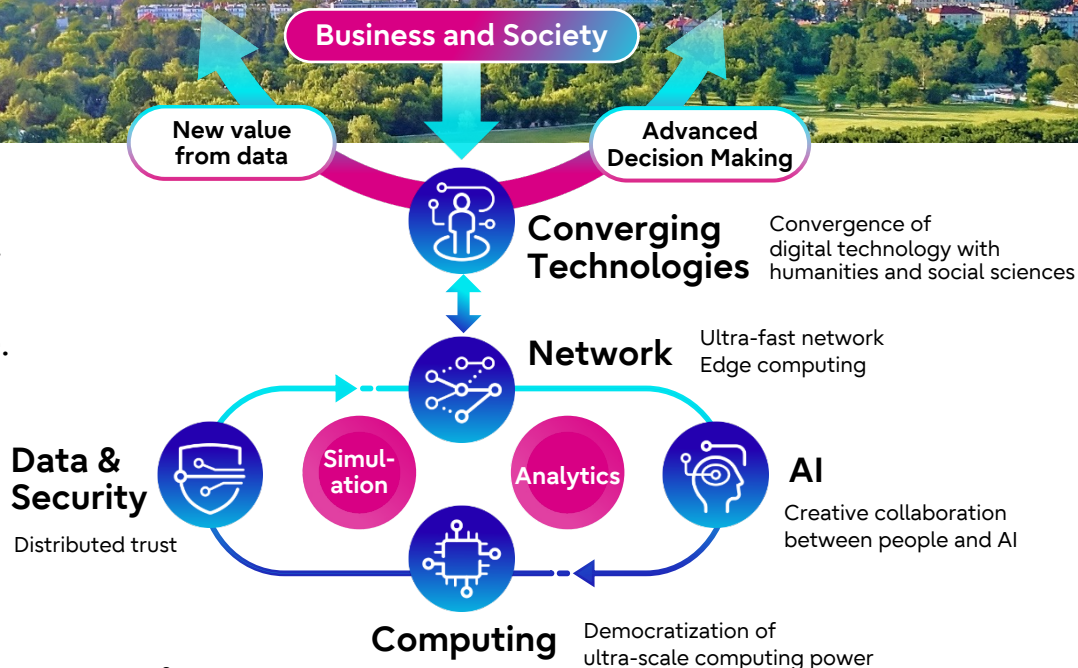 Business and Society
New value
from data
Advanced
Decision Making
Converging
Technologies
Convergence of
digital technology with
humanities and social sciences
.
Network
Ultra-fast network
Edge computing
Data &
Security
Distributed trust
Simul-
ation
Analytics
AI
Creative collaboration
between people and AI
Computing
Democratization of
ultra-scale computing power